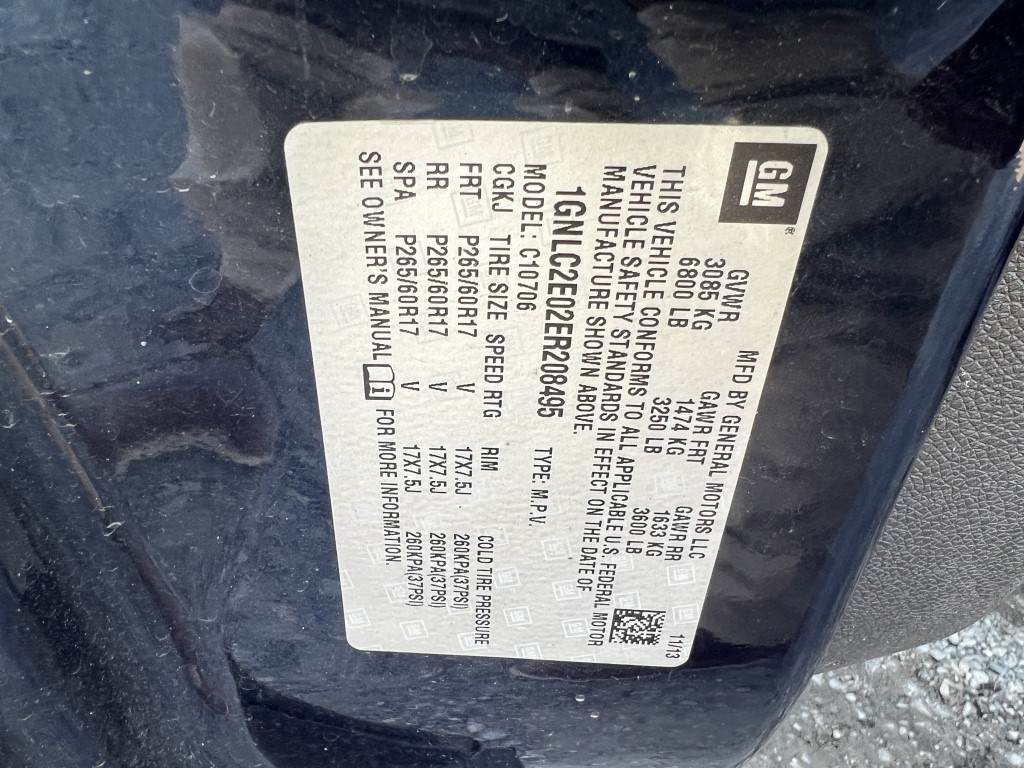 GM®
MFD BY GENERAL MOTORS LLC 11/13
GVWR GAWR FRT GAWR RR
3085 KG 1474 KG 1633 KG
6800 LB 3250 LB 3600 LB
THIS VEHICLE CONFORMS TO ALL APPLICABLE U.S. FEDERAL MOTOR
VEHICLE SAFETY STANDARDS IN EFFECT ON THE DATE OF
MANUFACTURE SHOWN ABOVE.
1GNLC2E02ER208495 TYPE: M.P.V.
MODEL: C10706
CGKJ TIRE SIZE SPEED RTG RIM COLD TIRE PRESSURE
FRT P265/60R17 V 17X7.5J 260KPA(37PSI)
RR P265/60R17 V 17X7.5J 260KPA(37PSI)
SPA P265/60R17 V 17X7.5J 260KPA(37PSI)
SEE OWNER'S MANUAL i FOR MORE INFORMATION.